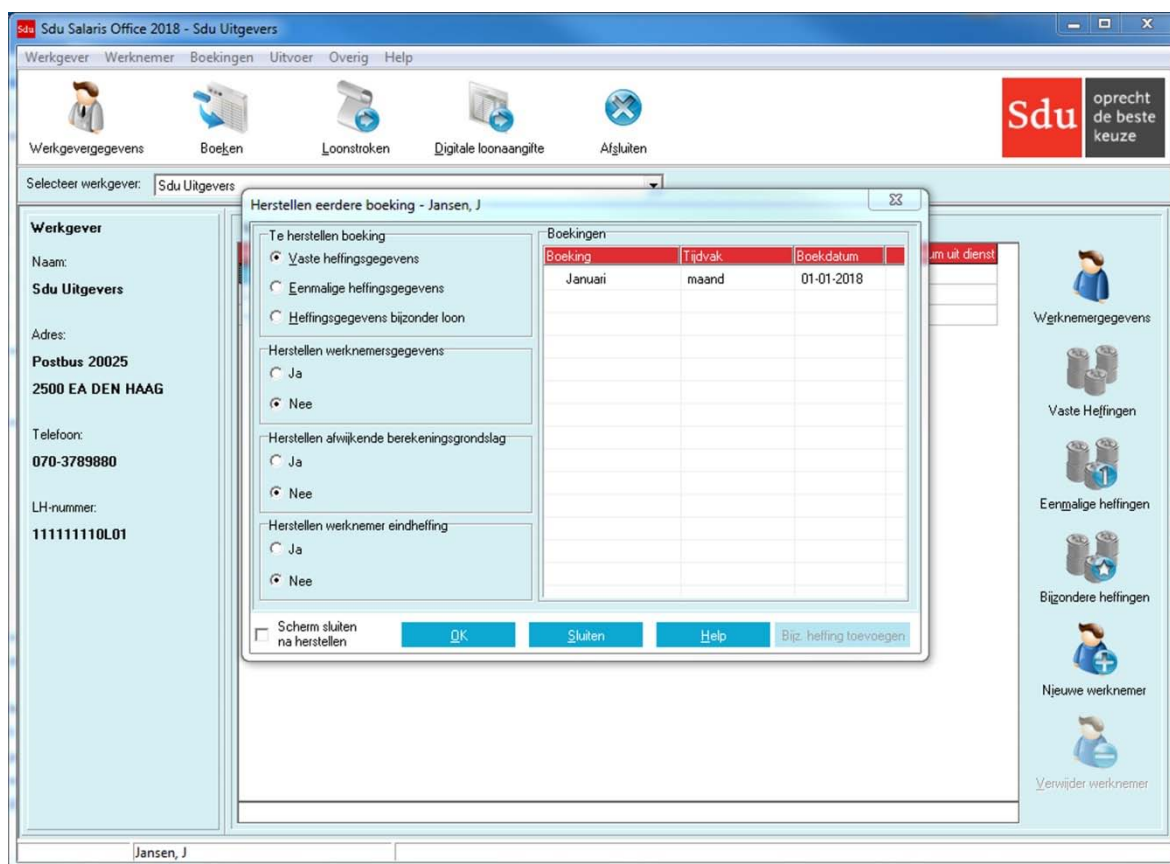 Sdu Sdu Salaris Office 2018 - Sdu Uitgevers
Werkgever Werknemer Boekingen Uitvoer Overig Help
Werkgevergegevens
Boeken
Loonstroken
Digitale loonaangifte
Afsluiten
Sdu
oprecht
de beste
keuze
Selecteer werkgever: Sdu Uitgevers
Werkgever
Naam:
Sdu Uitgevers
Adres:
Postbus 20025
2500 EA DEN HAAG
Telefoon:
070-3789880
LH-nummer:
111111110L01
Herstellen eerdere boeking - Jansen, J
Te herstellen boeking
Vaste heffingsgegevens
Eenmalige heffingsgegevens
Heffingsgegevens bijzonder loon
Herstellen werknemersgegevens
Ja
Nee
Herstellen afwijkende berekeningsgrondslag
Ja
Nee
Herstellen werknemer eindheffing
Ja
Nee
Boekingen
Boeking Tijdvak Boekdatum
Januari maand 01-01-2018
Scherm sluiten
na herstellen
OK
Sluiten
Help
Bijz. heffing toevoegen
uit dienst
Werknemergegevens
Vaste Heffingen
1
Eenmalige heffingen
Bijzondere heffingen
Nieuwe werknemer
Verwijder werknemer
Jansen, J